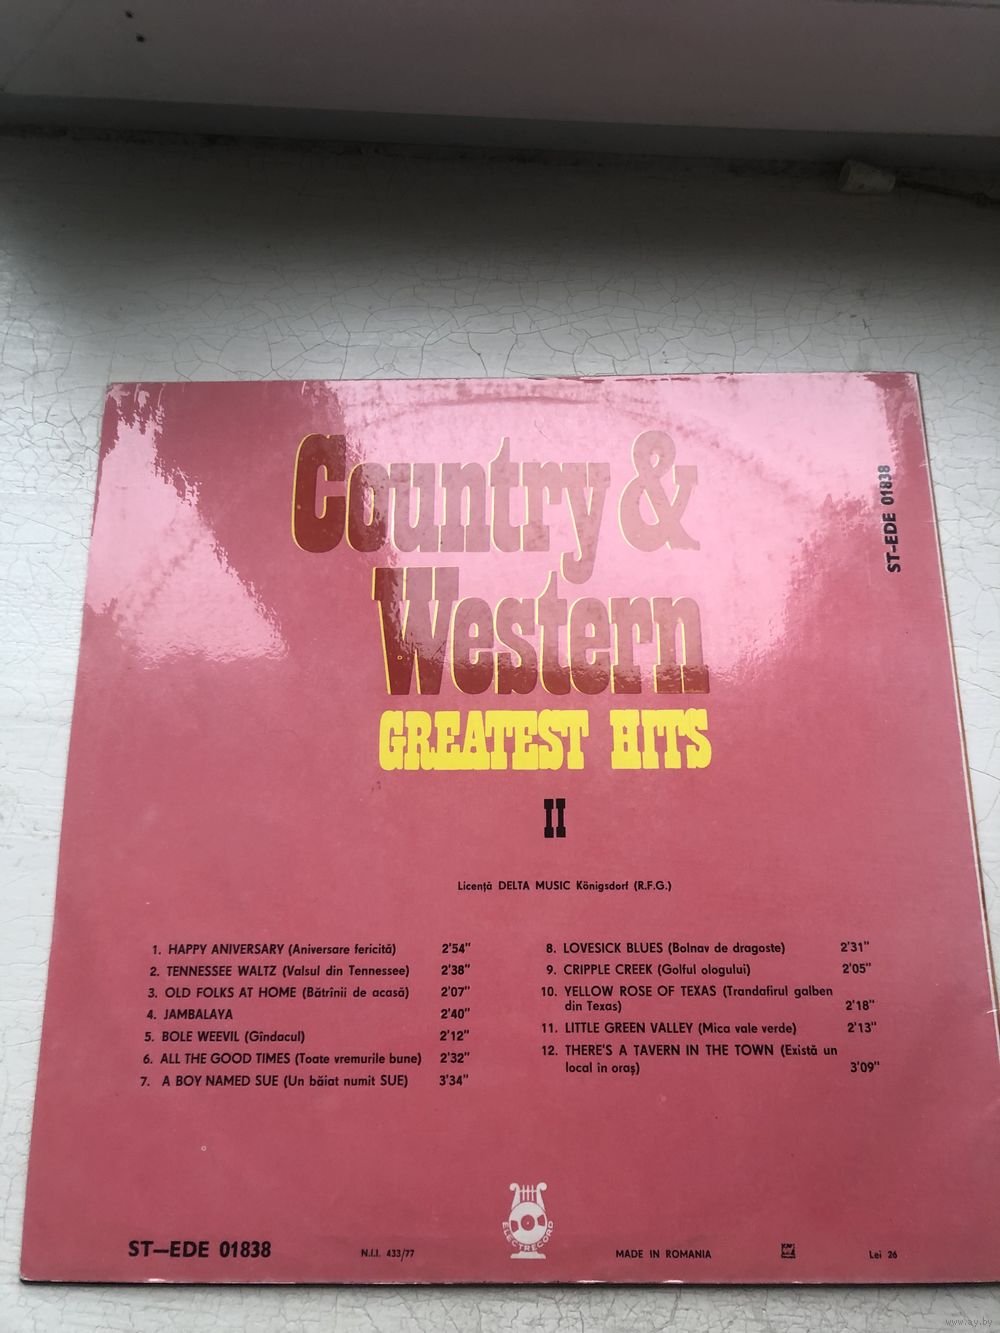 Country &
Western
GREATEST HITS
II
ST-EDE 01838
Licență DELTA MUSIC Königsdorf (R.F.G.)
1. HAPPY ANIVERSARY (Aniversare fericită) 2'54"
2. TENNESSEE WALTZ (Valsul din Tennessee) 2'38"
3. OLD FOLKS AT HOME (Bătrînii de acasă) 2'07"
4. JAMBALAYA 2'40"
5. BOLE WEEVIL (Gîndacul) 2'12"
6. ALL THE GOOD TIMES (Toate vremurile bune) 2'32"
7. A BOY NAMED SUE (Un băiat numit SUE) 3'34"
8. LOVESICK BLUES (Bolnav de dragoste) 2'31"
9. CRIPPLE CREEK (Golful ologului) 2'05"
10. YELLOW ROSE OF TEXAS (Trandafirul galben
din Texas) 2'18"
11. LITTLE GREEN VALLEY (Mica vale verde) 2'13"
12. THERE'S A TAVERN IN THE TOWN (Există un
local în oraș) 3'09"
ELECTRECORD
ST—EDE 01838
N.I.I. 433/77
MADE IN ROMANIA
Lei 26
www.ay.by